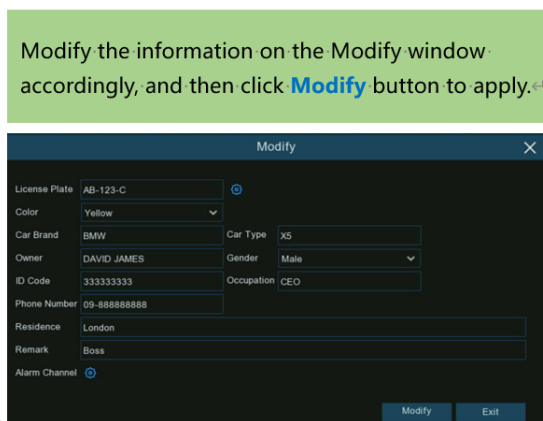 Modify the information on the Modify window
accordingly, and then click Modify button to apply.
Modify
License Plate AB-123-C
Color Yellow
Car Brand BMW Car Type X5
Owner DAVID JAMES Gender Male
ID Code 333333333 Occupation CEO
Phone Number 09-888888888
Residence London
Remark Boss
Alarm Channel
Modify Exit